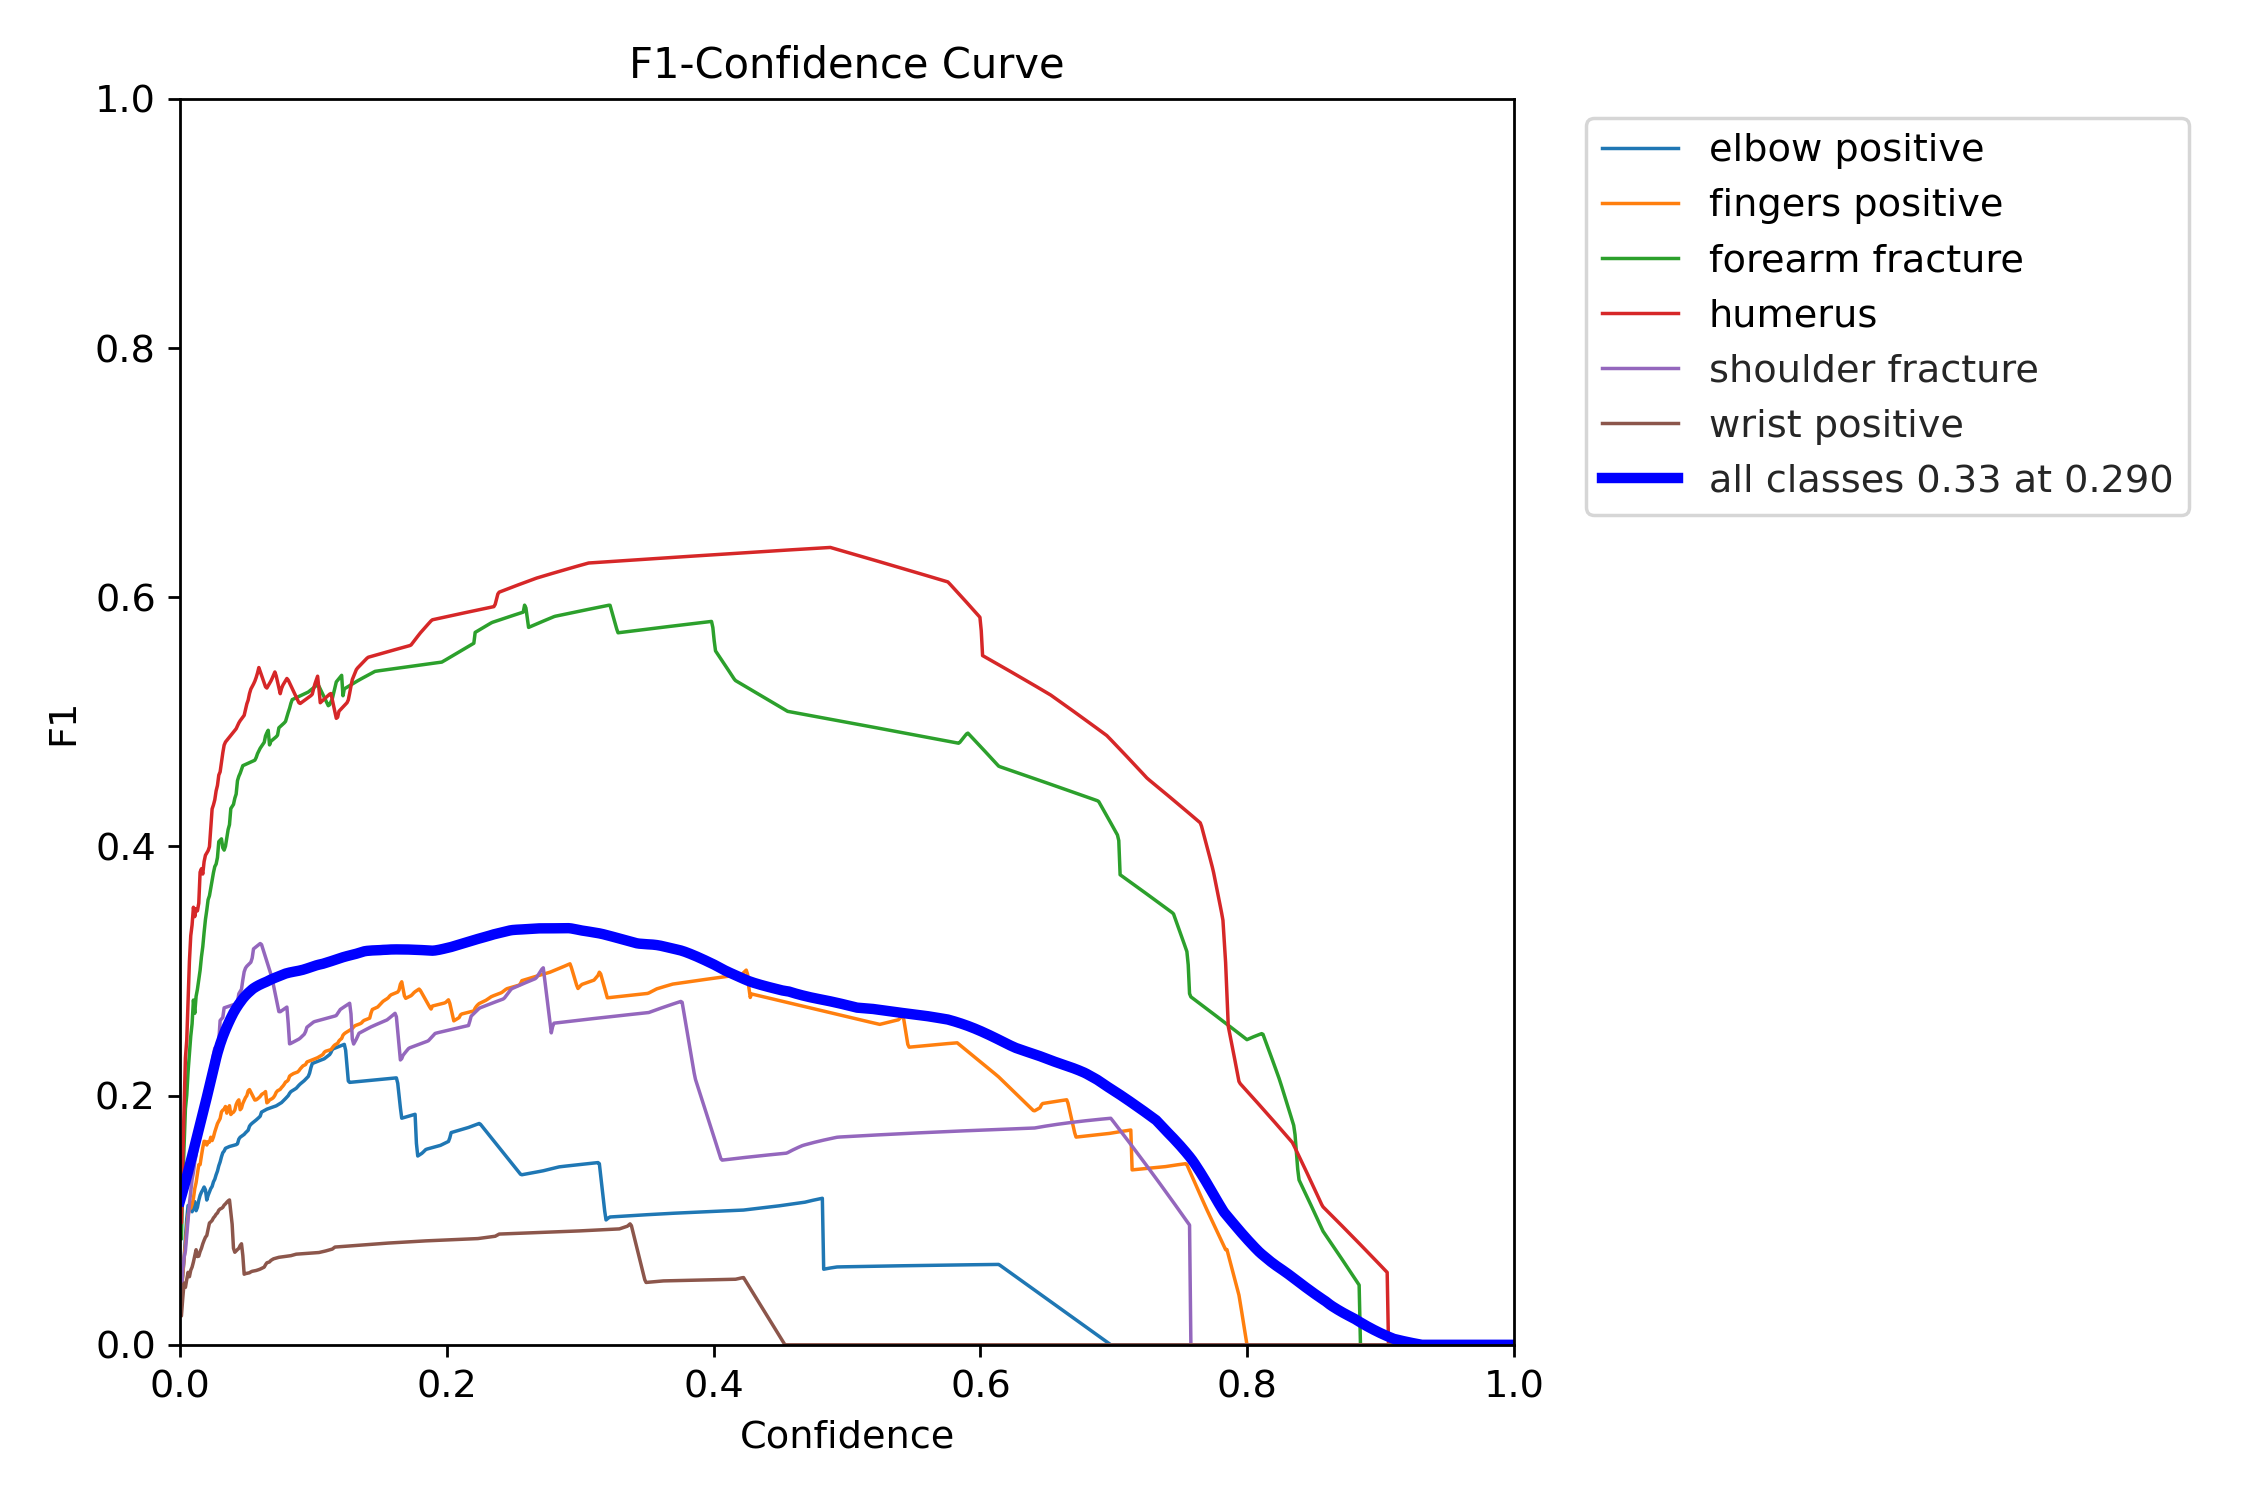 F1-Confidence Curve
1.0
0.8
0.6
0.4
0.2
0.0
F1
0.0 0.2 0.4 0.6 0.8 1.0
Confidence
elbow positive
fingers positive
forearm fracture
humerus
shoulder fracture
wrist positive
all classes 0.33 at 0.290